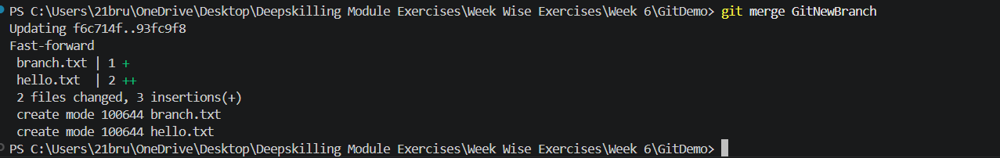 PS C:\Users\21bru\OneDrive\Desktop\Deepskilling Module Exercises\Week Wise Exercises\Week 6\GitDemo> git merge GitNewBranch
Updating f6c714f..93fc9f8
Fast-forward
 branch.txt | 1 +
 hello.txt  | 2 ++
 2 files changed, 3 insertions(+)
 create mode 100644 branch.txt
 create mode 100644 hello.txt
PS C:\Users\21bru\OneDrive\Desktop\Deepskilling Module Exercises\Week Wise Exercises\Week 6\GitDemo>